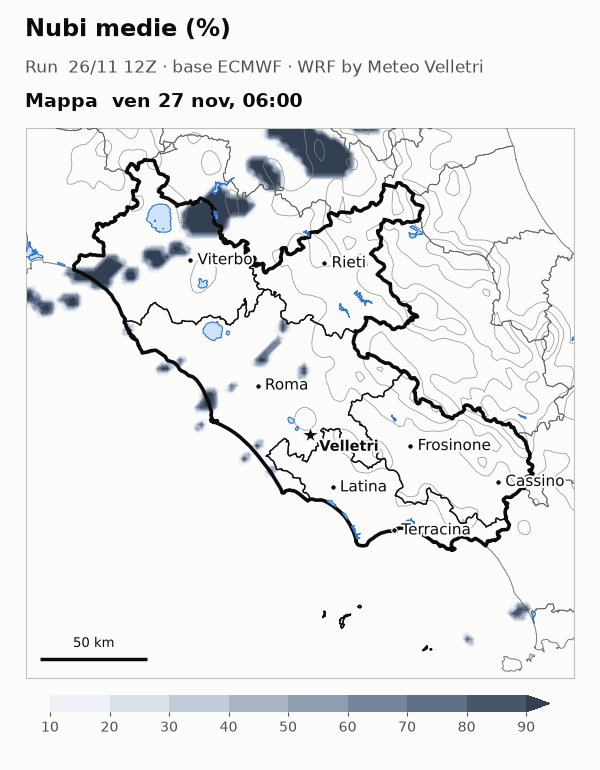 Nubi medie (%)
Run  26/11 12Z · base ECMWF · WRF by Meteo Velletri
Mappa  ven 27 nov, 06:00
Viterbo
Rieti
Roma
Velletri
Frosinone
Cassino
Latina
Terracina
50 km
10 20 30 40 50 60 70 80 90